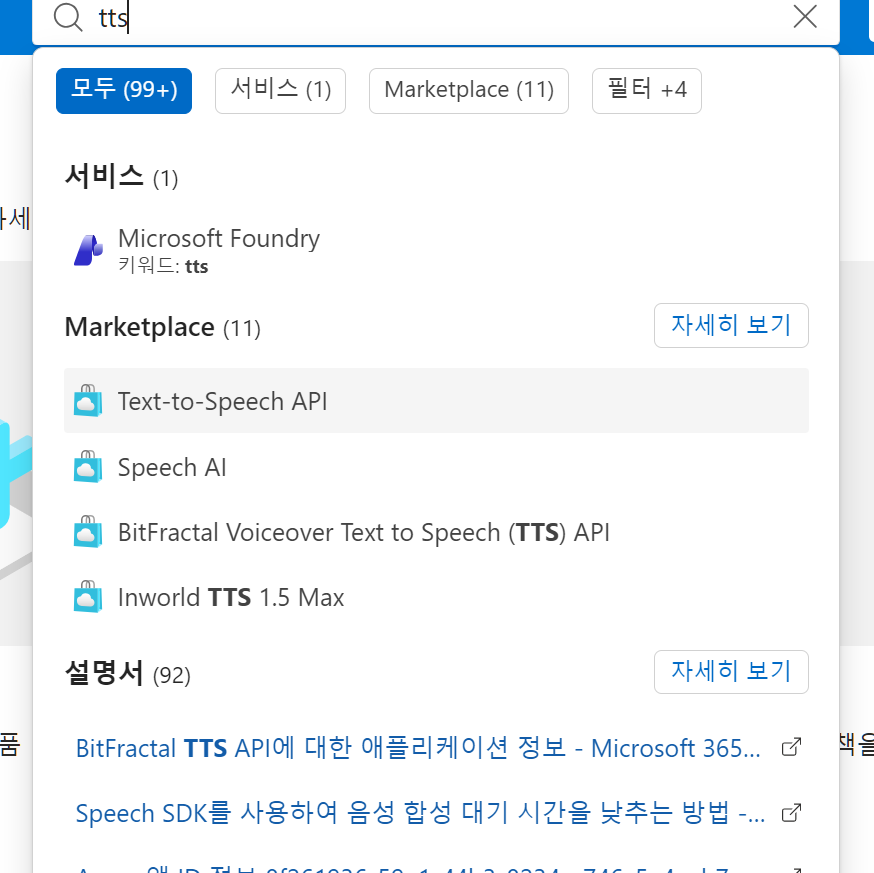 tts
모두 (99+)
서비스 (1)
Marketplace (11)
필터 +4
서비스 (1)
Microsoft Foundry
키워드: tts
Marketplace (11)
자세히 보기
Text-to-Speech API
Speech AI
BitFractal Voiceover Text to Speech (TTS) API
Inworld TTS 1.5 Max
설명서 (92)
자세히 보기
BitFractal TTS API에 대한 애플리케이션 정보 - Microsoft 365...
Speech SDK를 사용하여 음성 합성 대기 시간을 낮추는 방법 -...
품
책을